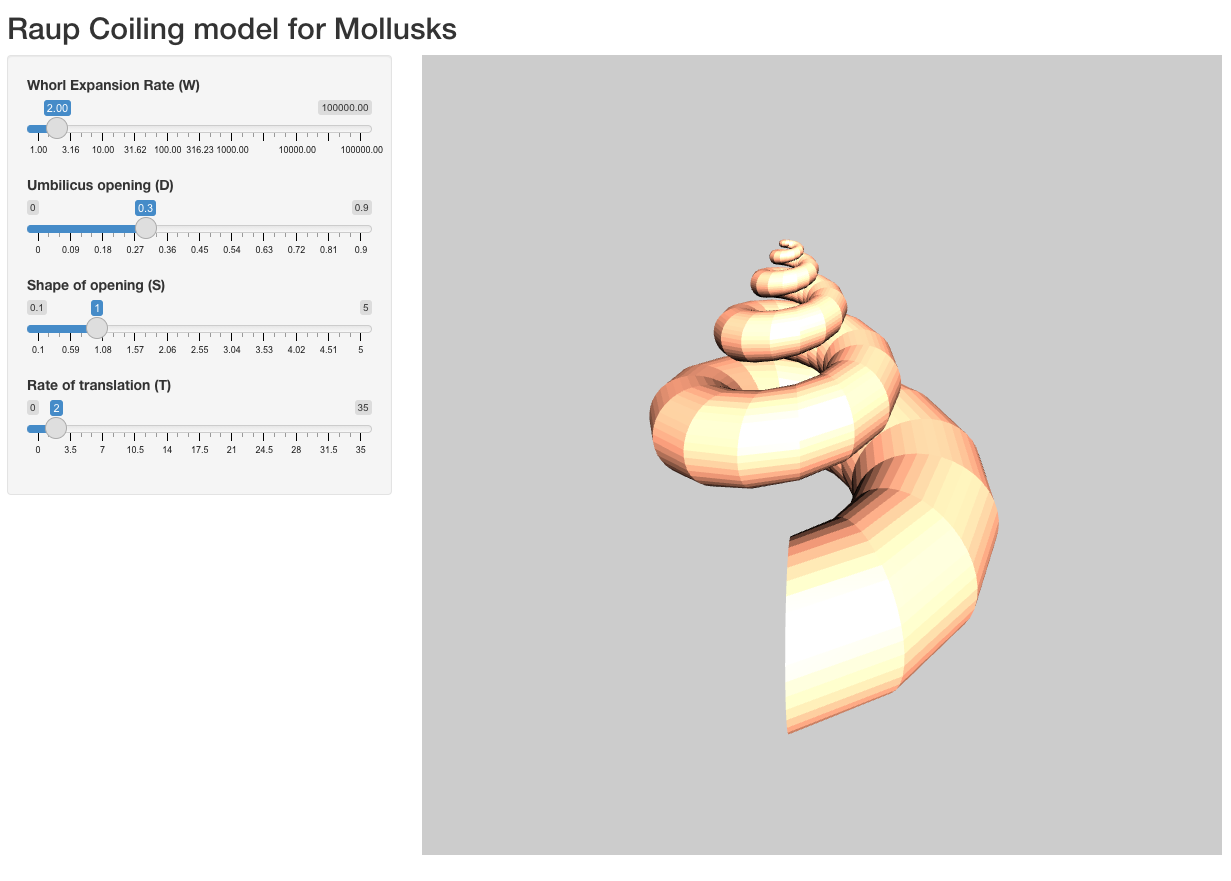 Raup Coiling model for Mollusks
Whorl Expansion Rate (W)
2.00 100000.00
1.00 3.16 10.00 31.62 100.00 316.23 1000.00 10000.00 100000.00
Umbilicus opening (D)
0 0.3 0.9
0 0.09 0.18 0.27 0.36 0.45 0.54 0.63 0.72 0.81 0.9
Shape of opening (S)
0.1 1 5
0.1 0.59 1.08 1.57 2.06 2.55 3.04 3.53 4.02 4.51 5
Rate of translation (T)
0 2 35
0 3.5 7 10.5 14 17.5 21 24.5 28 31.5 35